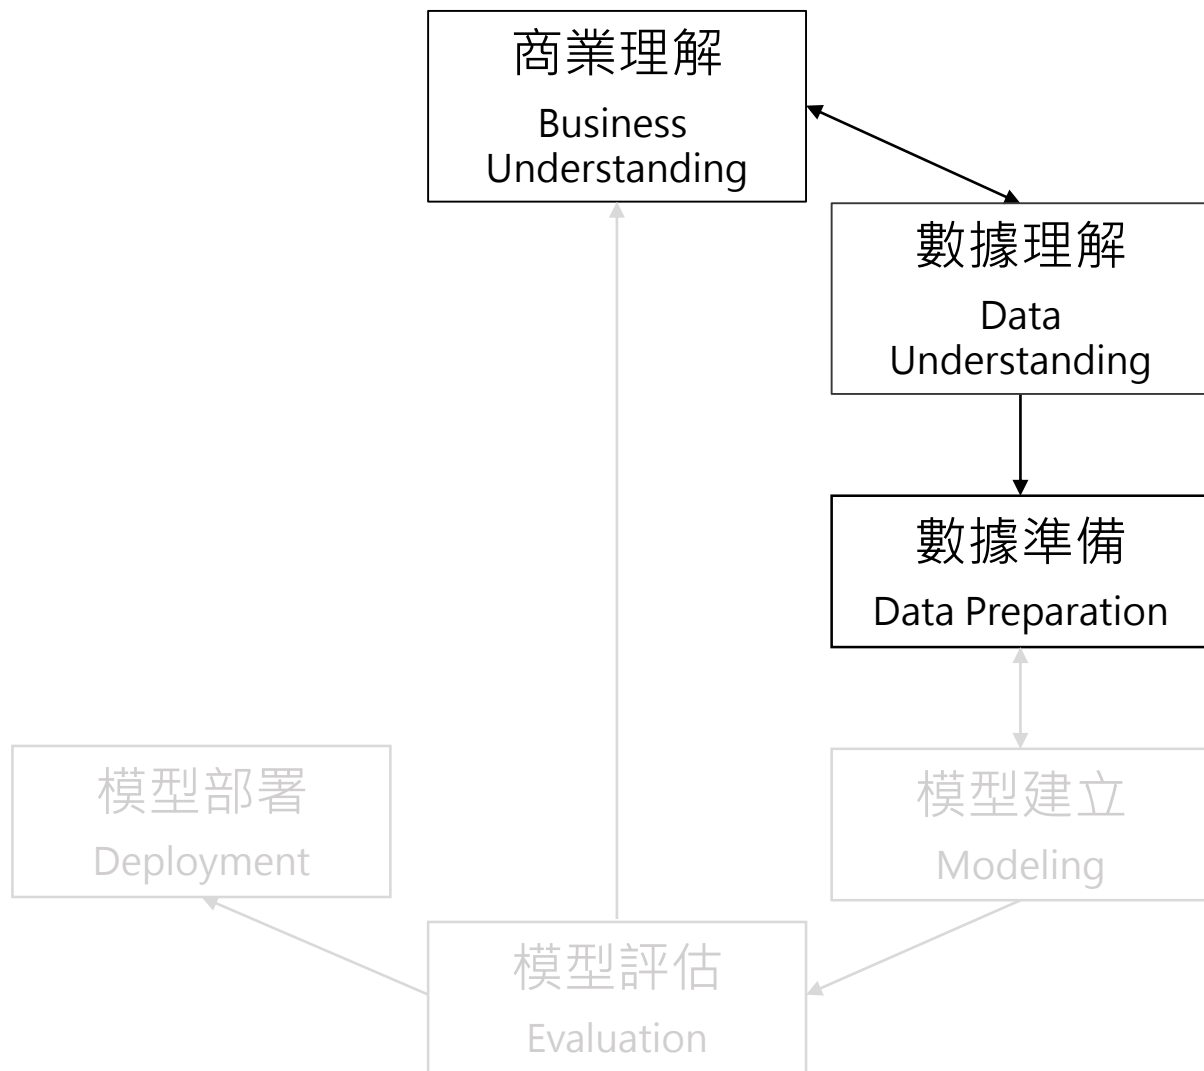 商業理解
Business
Understanding
數據理解
Data
Understanding
數據準備
Data Preparation
模型部署
Deployment
模型建立
Modeling
模型評估
Evaluation